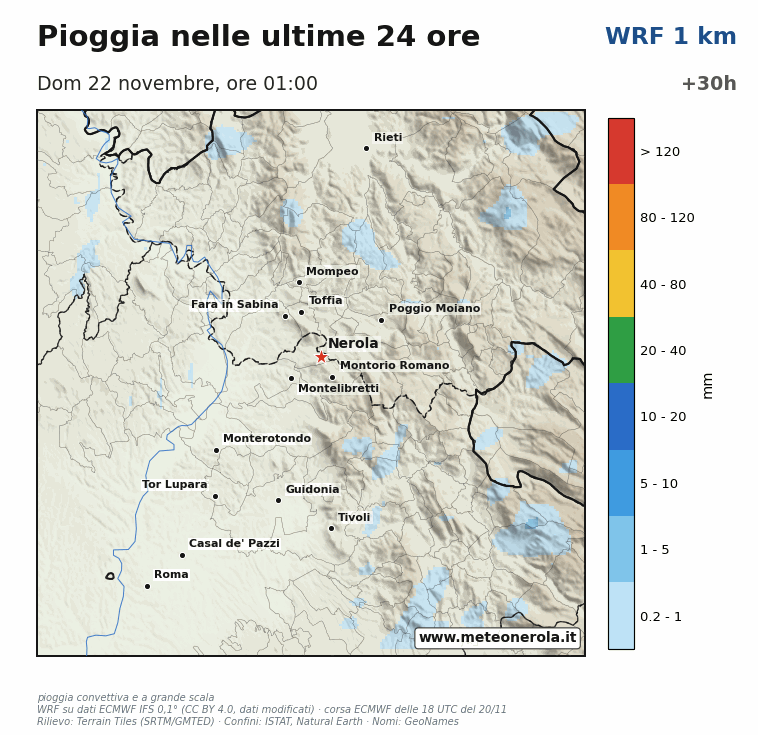 Pioggia nelle ultime 24 ore
WRF 1 km
Dom 22 novembre, ore 01:00
+30h
Rieti
Mompeo
Fara in Sabina
Toffia
Poggio Moiano
Nerola
Montorio Romano
Montelibretti
Monterotondo
Tor Lupara
Guidonia
Tivoli
Casal de' Pazzi
Roma
www.meteonerola.it
> 120
80 - 120
40 - 80
20 - 40
10 - 20
5 - 10
1 - 5
0.2 - 1
mm
pioggia convettiva e a grande scala
WRF su dati ECMWF IFS 0,1° (CC BY 4.0, dati modificati) · corsa ECMWF delle 18 UTC del 20/11
Rilievo: Terrain Tiles (SRTM/GMTED) · Confini: ISTAT, Natural Earth · Nomi: GeoNames